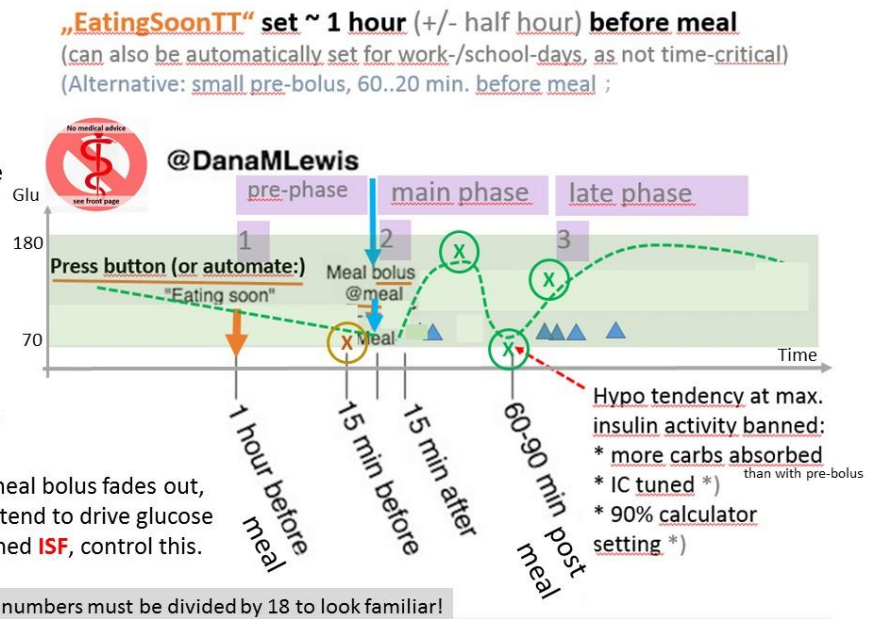 „EatingSoonTT“ set ~ 1 hour (+/- half hour) before meal
(can also be automatically set for work-/school-days, as not time-critical)
(Alternative: small pre-bolus, 60..20 min. before meal ;
No medical advice
see front page
@DanaMLewis
e
Glu
pre-phase
main phase
late phase
180
1
2
3
Press button (or automate:)
"Eating soon"
Meal bolus
@meal
X
X
X
Meal
X
70
Time
1 hour before
meal
15 min before
15 min after
60-90 min post
meal
Hypo tendency at max.
insulin activity banned:
* more carbs absorbed
than with pre-bolus
* IC tuned *)
* 90% calculator
setting *)
neal bolus fades out,
tend to drive glucose
ned ISF, control this.
numbers must be divided by 18 to look familiar!